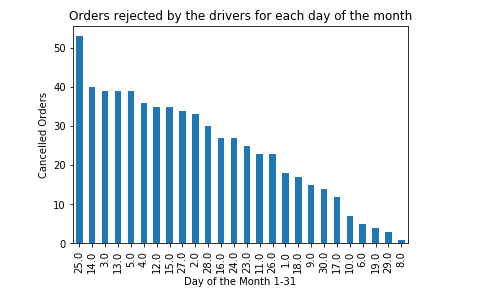 Orders rejected by the drivers for each day of the month
Cancelled Orders
50
40
30
20
10
0
25.0 14.0 3.0 13.0 5.0 4.0 12.0 15.0 27.0 2.0 28.0 16.0 24.0 23.0 11.0 26.0 1.0 18.0 9.0 30.0 17.0 10.0 6.0 19.0 29.0 8.0
Day of the Month 1-31